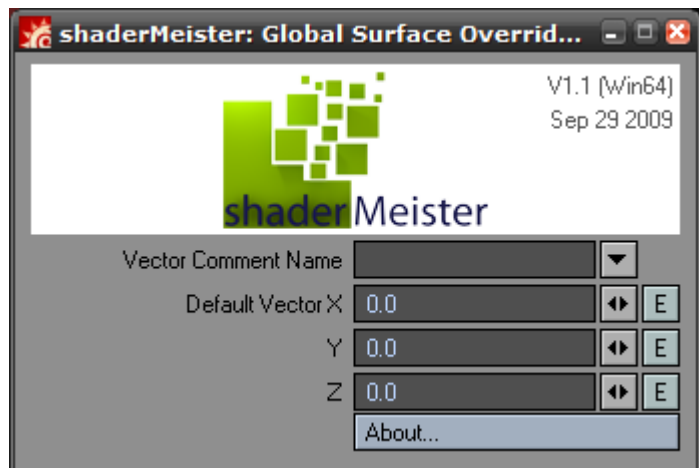 shaderMeister: Global Surface Overrid...
V1.1 (Win64)
Sep 29 2009
shaderMeister
Vector Comment Name
Default Vector X 0.0 E
Y 0.0 E
Z 0.0 E
About...